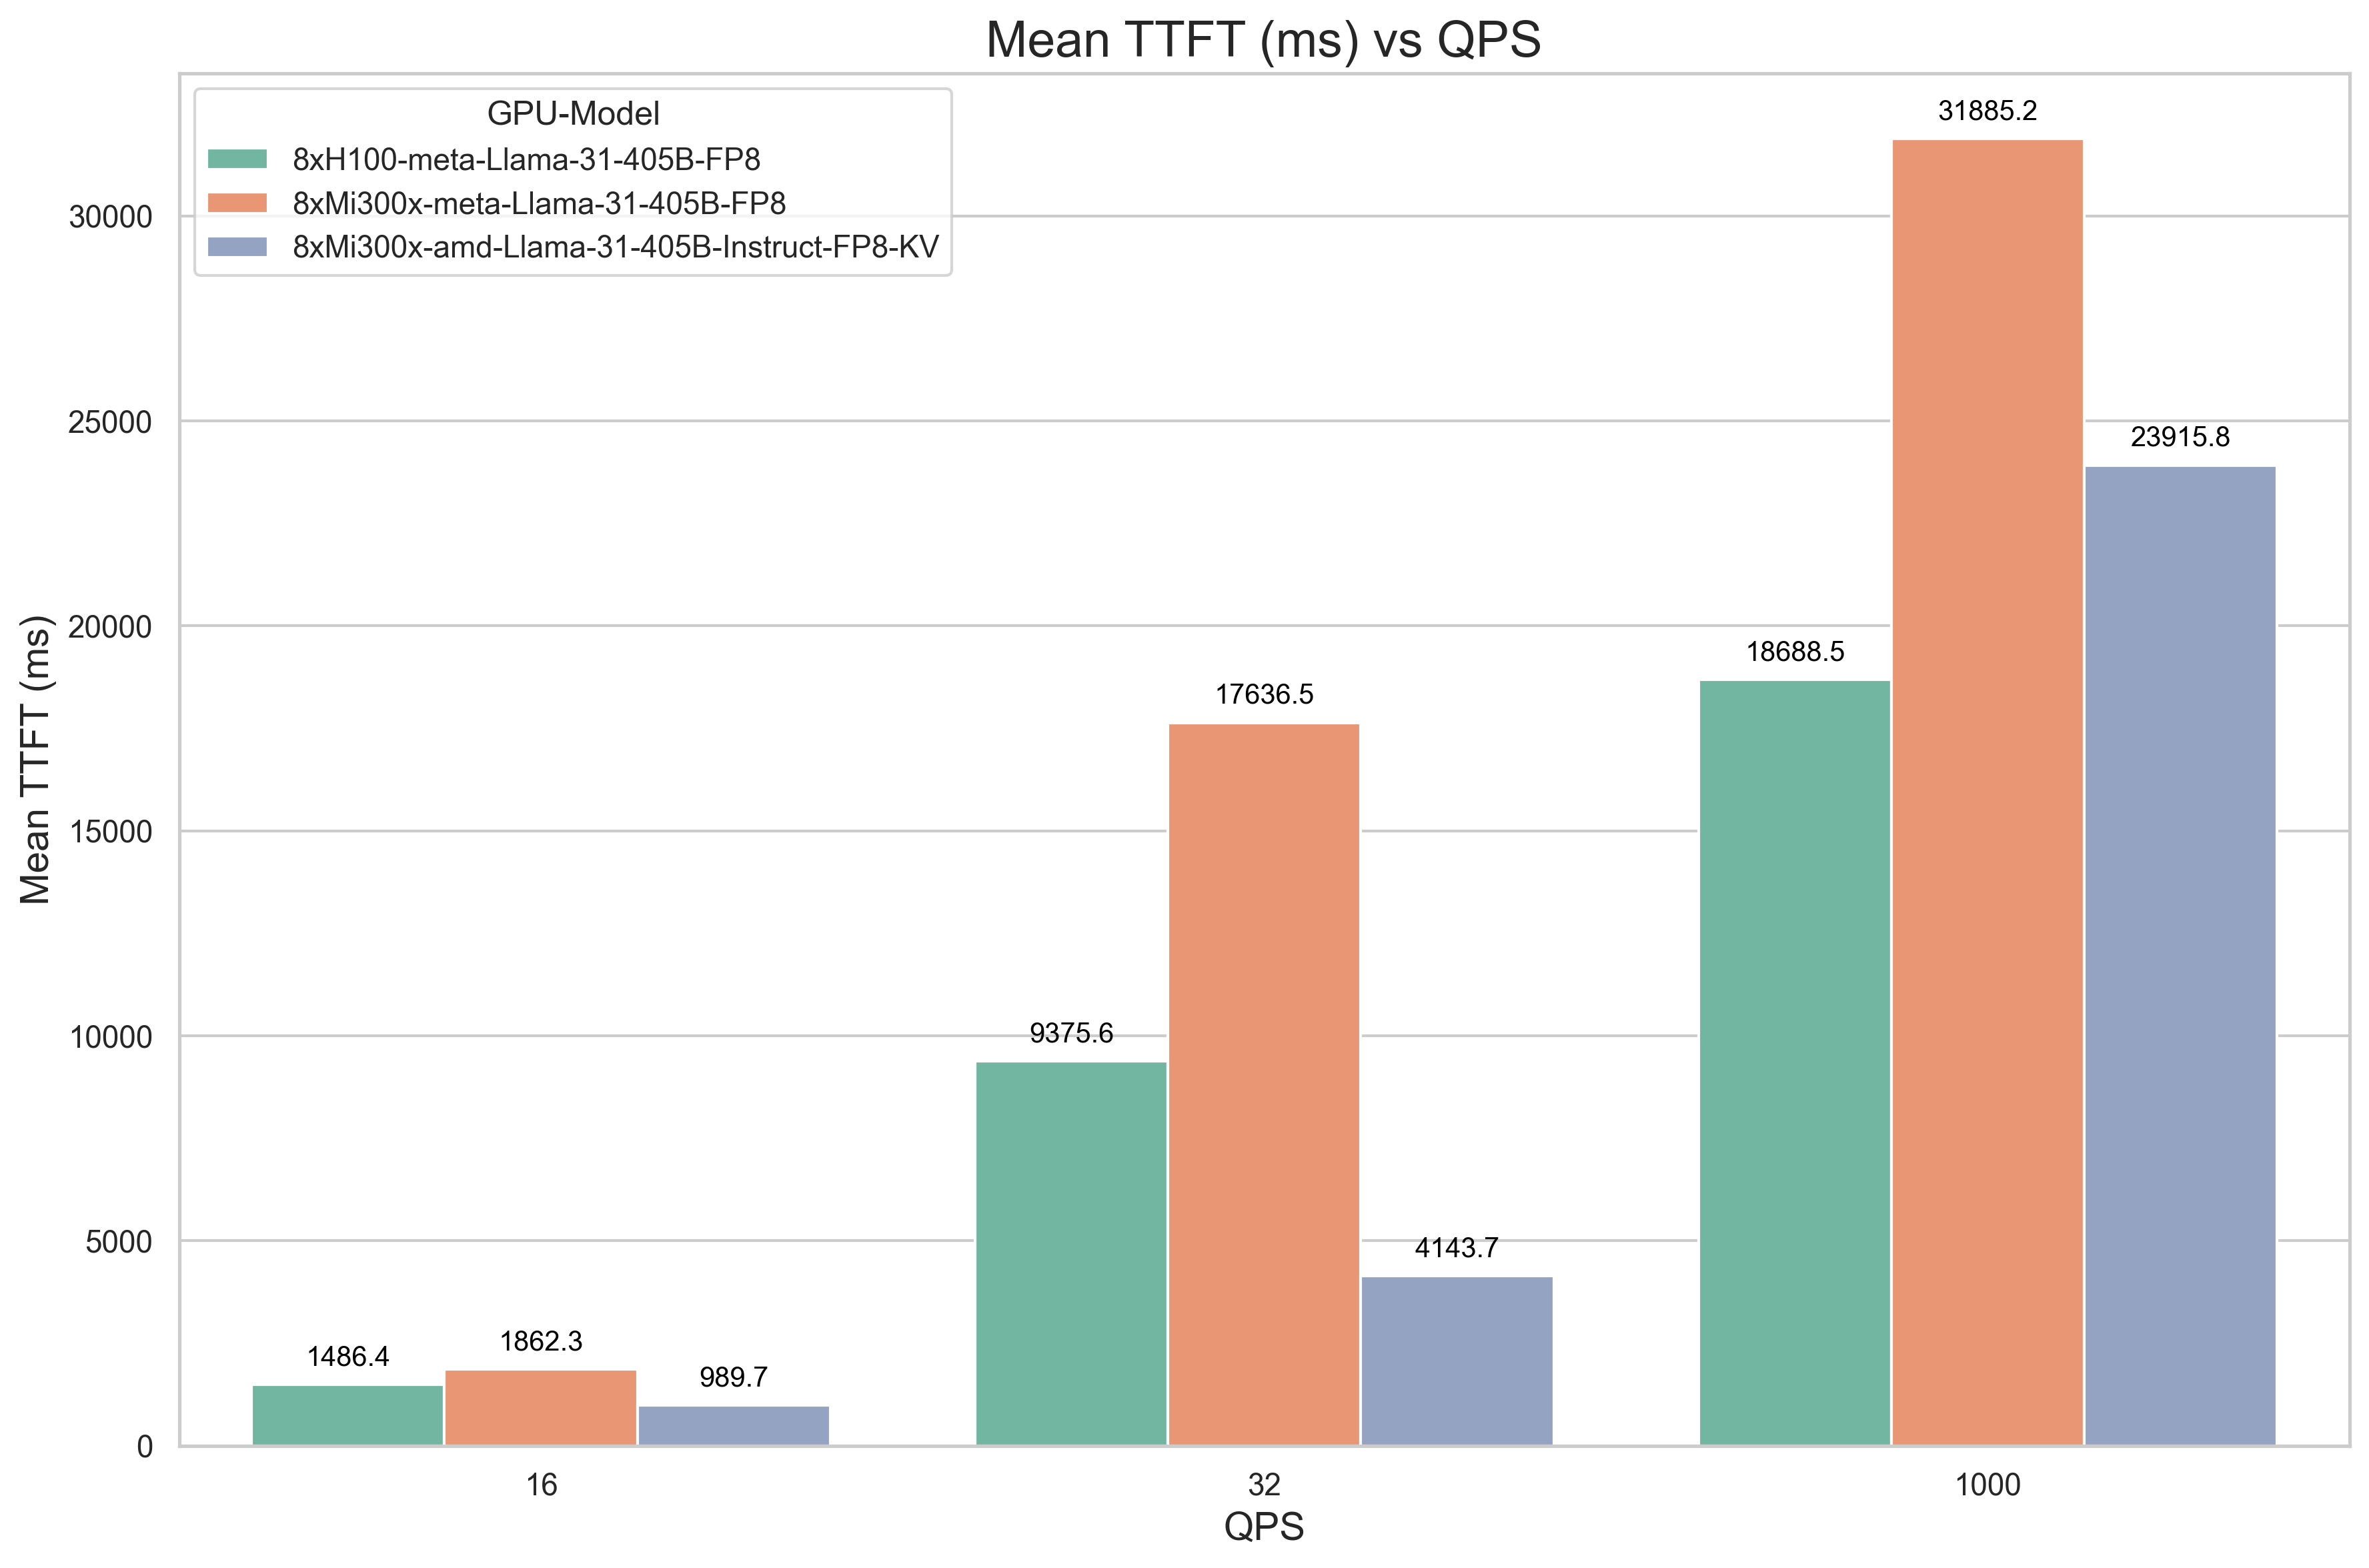 Mean TTFT (ms) vs QPS
GPU-Model
8xH100-meta-Llama-31-405B-FP8
8xMi300x-meta-Llama-31-405B-FP8
8xMi300x-amd-Llama-31-405B-Instruct-FP8-KV
Mean TTFT (ms)
30000
25000
20000
15000
10000
5000
0
1486.4
1862.3
989.7
9375.6
17636.5
4143.7
18688.5
31885.2
23915.8
16
32
1000
QPS